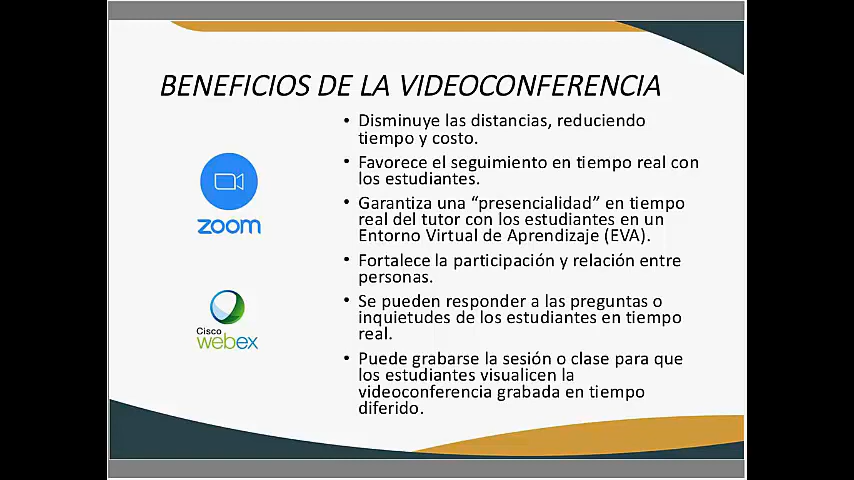 BENEFICIOS DE LA VIDEOCONFERENCIA
• Disminuye las distancias, reduciendo
tiempo y costo.
• Favorece el seguimiento en tiempo real con
los estudiantes.
• Garantiza una “presencialidad” en tiempo
real del tutor con los estudiantes en un
Entorno Virtual de Aprendizaje (EVA).
• Fortalece la participación y relación entre
personas.
• Se pueden responder a las preguntas o
inquietudes de los estudiantes en tiempo
real.
• Puede grabarse la sesión o clase para que
los estudiantes visualicen la
videoconferencia grabada en tiempo
diferido.
zoom
Cisco
webex